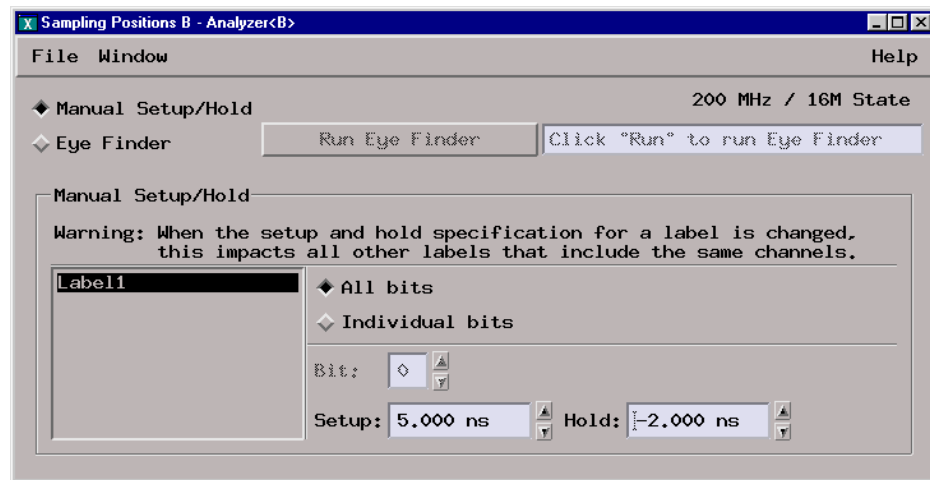 X Sampling Positions B - Analyzer<B>
File Window Help
200 MHz / 16M State
Manual Setup/Hold
Eye Finder Run Eye Finder Click "Run" to run Eye Finder
Manual Setup/Hold
Warning: When the setup and hold specification for a label is changed,
this impacts all other labels that include the same channels.
Label1
All bits
Individual bits
Bit: 0
Setup: 5.000 ns Hold: -2.000 ns